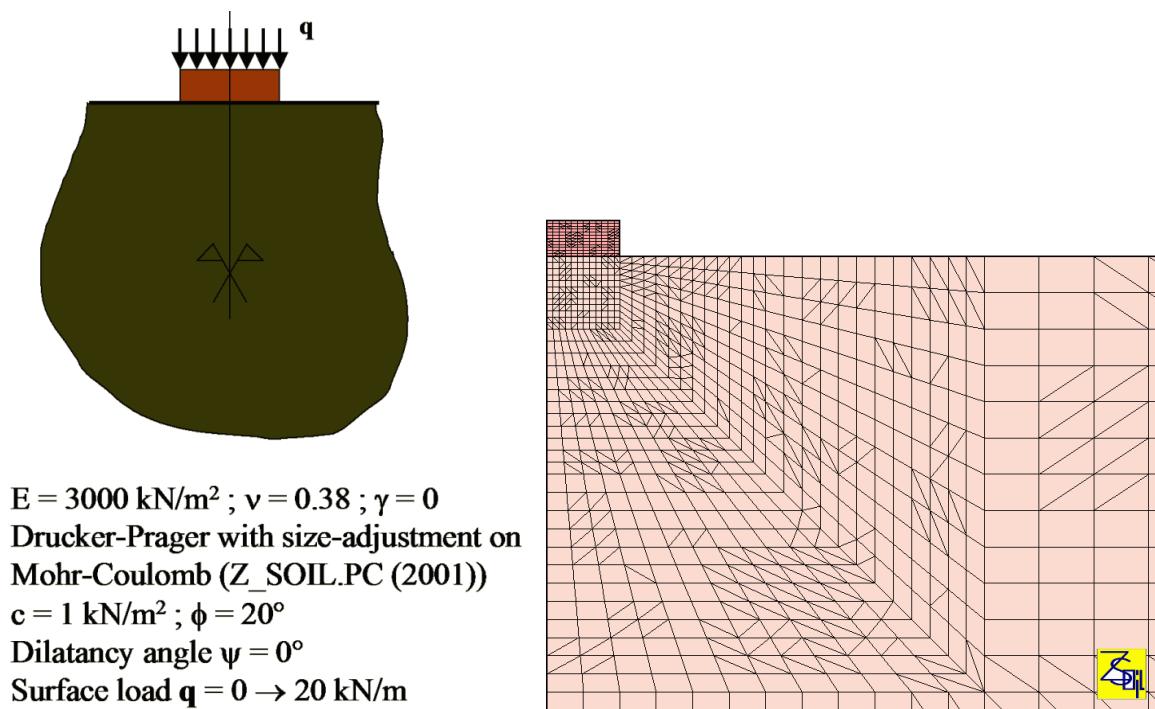 q
E = 3000 kN/m² ; ν = 0.38 ; γ = 0
Drucker-Prager with size-adjustment on
Mohr-Coulomb (Z_SOIL.PC (2001))
c = 1 kN/m² ; ϕ = 20°
Dilatancy angle ψ = 0°
Surface load q = 0 → 20 kN/m
ZSoil